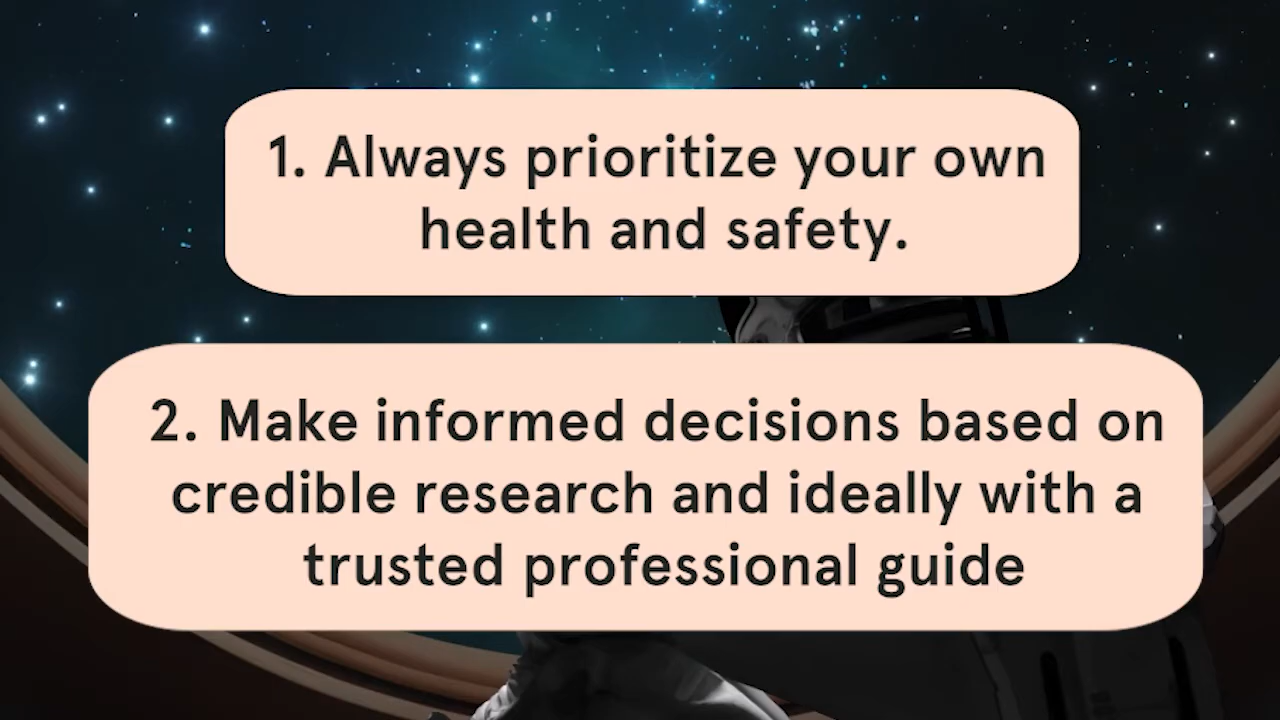 1. Always prioritize your own
health and safety.
2. Make informed decisions based on
credible research and ideally with a
trusted professional guide